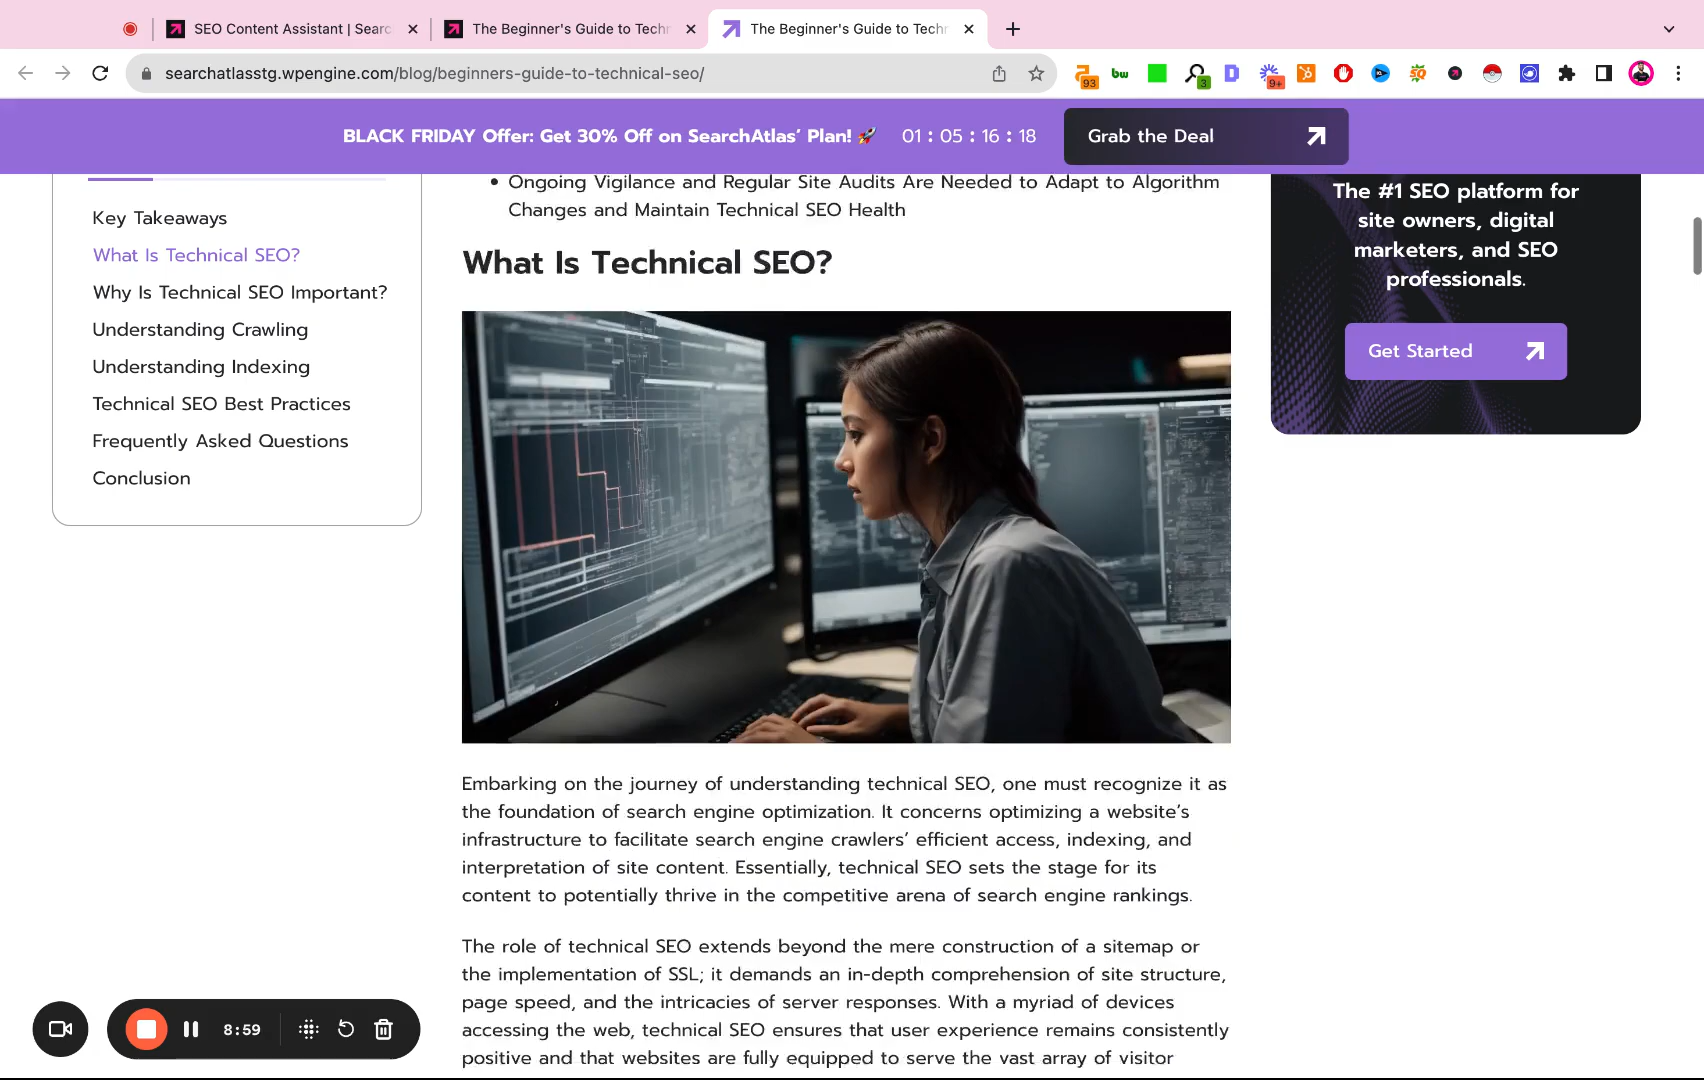 SEO Content Assistant | Searc
The Beginner's Guide to Techn
The Beginner's Guide to Techn
searchatlasstg.wpengine.com/blog/beginners-guide-to-technical-seo/
93
bw
3
D
9+
BLACK FRIDAY Offer: Get 30% Off on SearchAtlas’ Plan! 🚀
01 : 05 : 16 : 18
Grab the Deal
Key Takeaways
What Is Technical SEO?
Why Is Technical SEO Important?
Understanding Crawling
Understanding Indexing
Technical SEO Best Practices
Frequently Asked Questions
Conclusion
• Ongoing Vigilance and Regular Site Audits Are Needed to Adapt to Algorithm
Changes and Maintain Technical SEO Health
What Is Technical SEO?
Embarking on the journey of understanding technical SEO, one must recognize it as
the foundation of search engine optimization. It concerns optimizing a website’s
infrastructure to facilitate search engine crawlers’ efficient access, indexing, and
interpretation of site content. Essentially, technical SEO sets the stage for its
content to potentially thrive in the competitive arena of search engine rankings.
The role of technical SEO extends beyond the mere construction of a sitemap or
the implementation of SSL; it demands an in-depth comprehension of site structure,
page speed, and the intricacies of server responses. With a myriad of devices
accessing the web, technical SEO ensures that user experience remains consistently
positive and that websites are fully equipped to serve the vast array of visitor
The #1 SEO platform for
site owners, digital
marketers, and SEO
professionals.
Get Started
8:59